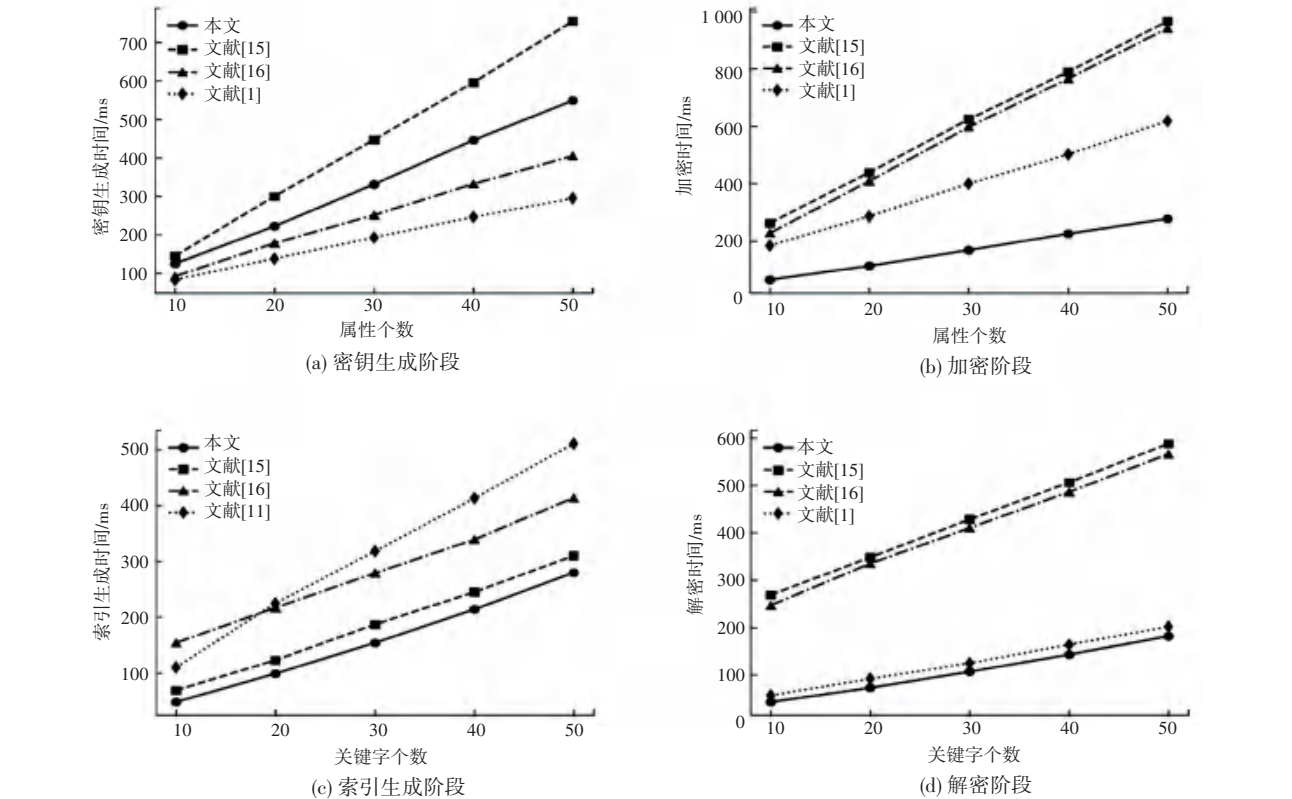 本文
文献[15]
文献[16]
文献[1]
700
600
500
400
300
200
100
密钥生成时间/ms
10 20 30 40 50
属性个数
(a) 密钥生成阶段
本文
文献[15]
文献[16]
文献[1]
1 000
800
600
400
200
0
加密时间/ms
10 20 30 40 50
属性个数
(b) 加密阶段
本文
文献[15]
文献[16]
文献[11]
500
400
300
200
100
索引生成时间/ms
10 20 30 40 50
关键字个数
(c) 索引生成阶段
本文
文献[15]
文献[16]
文献[1]
600
500
400
300
200
100
0
解密时间/ms
10 20 30 40 50
关键字个数
(d) 解密阶段